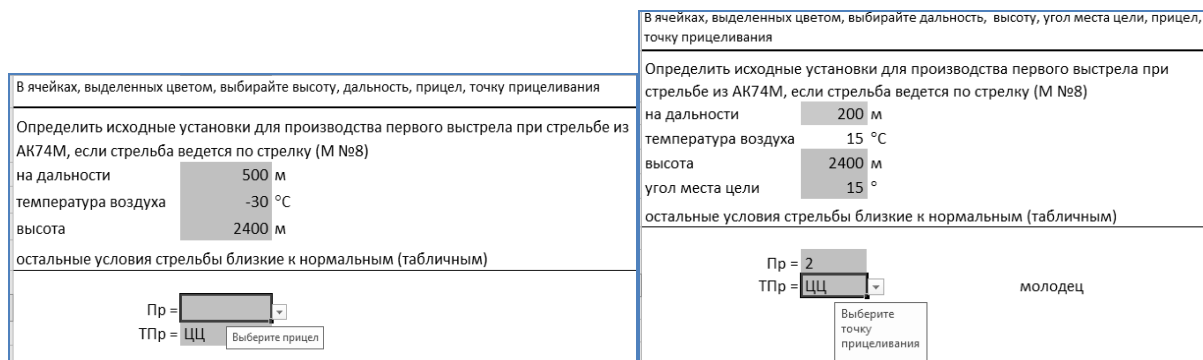 В ячейках, выделенных цветом, выбирайте высоту, дальность, прицел, точку прицеливания
Определить исходные установки для производства первого выстрела при стрельбе из
АК74М, если стрельба ведется по стрелку (М №8)
на дальности 500 м
температура воздуха -30 °С
высота 2400 м
остальные условия стрельбы близкие к нормальным (табличным)
Пр =
ТПр = ЦЦ
Выберите прицел
В ячейках, выделенных цветом, выбирайте дальность, высоту, угол места цели, прицел,
точку прицеливания
Определить исходные установки для производства первого выстрела при
стрельбе из АК74М, если стрельба ведется по стрелку (М №8)
на дальности 200 м
температура воздуха 15 °С
высота 2400 м
угол места цели 15 °
остальные условия стрельбы близкие к нормальным (табличным)
Пр = 2
ТПр = ЦЦ молодец
Выберите
точку
прицеливания